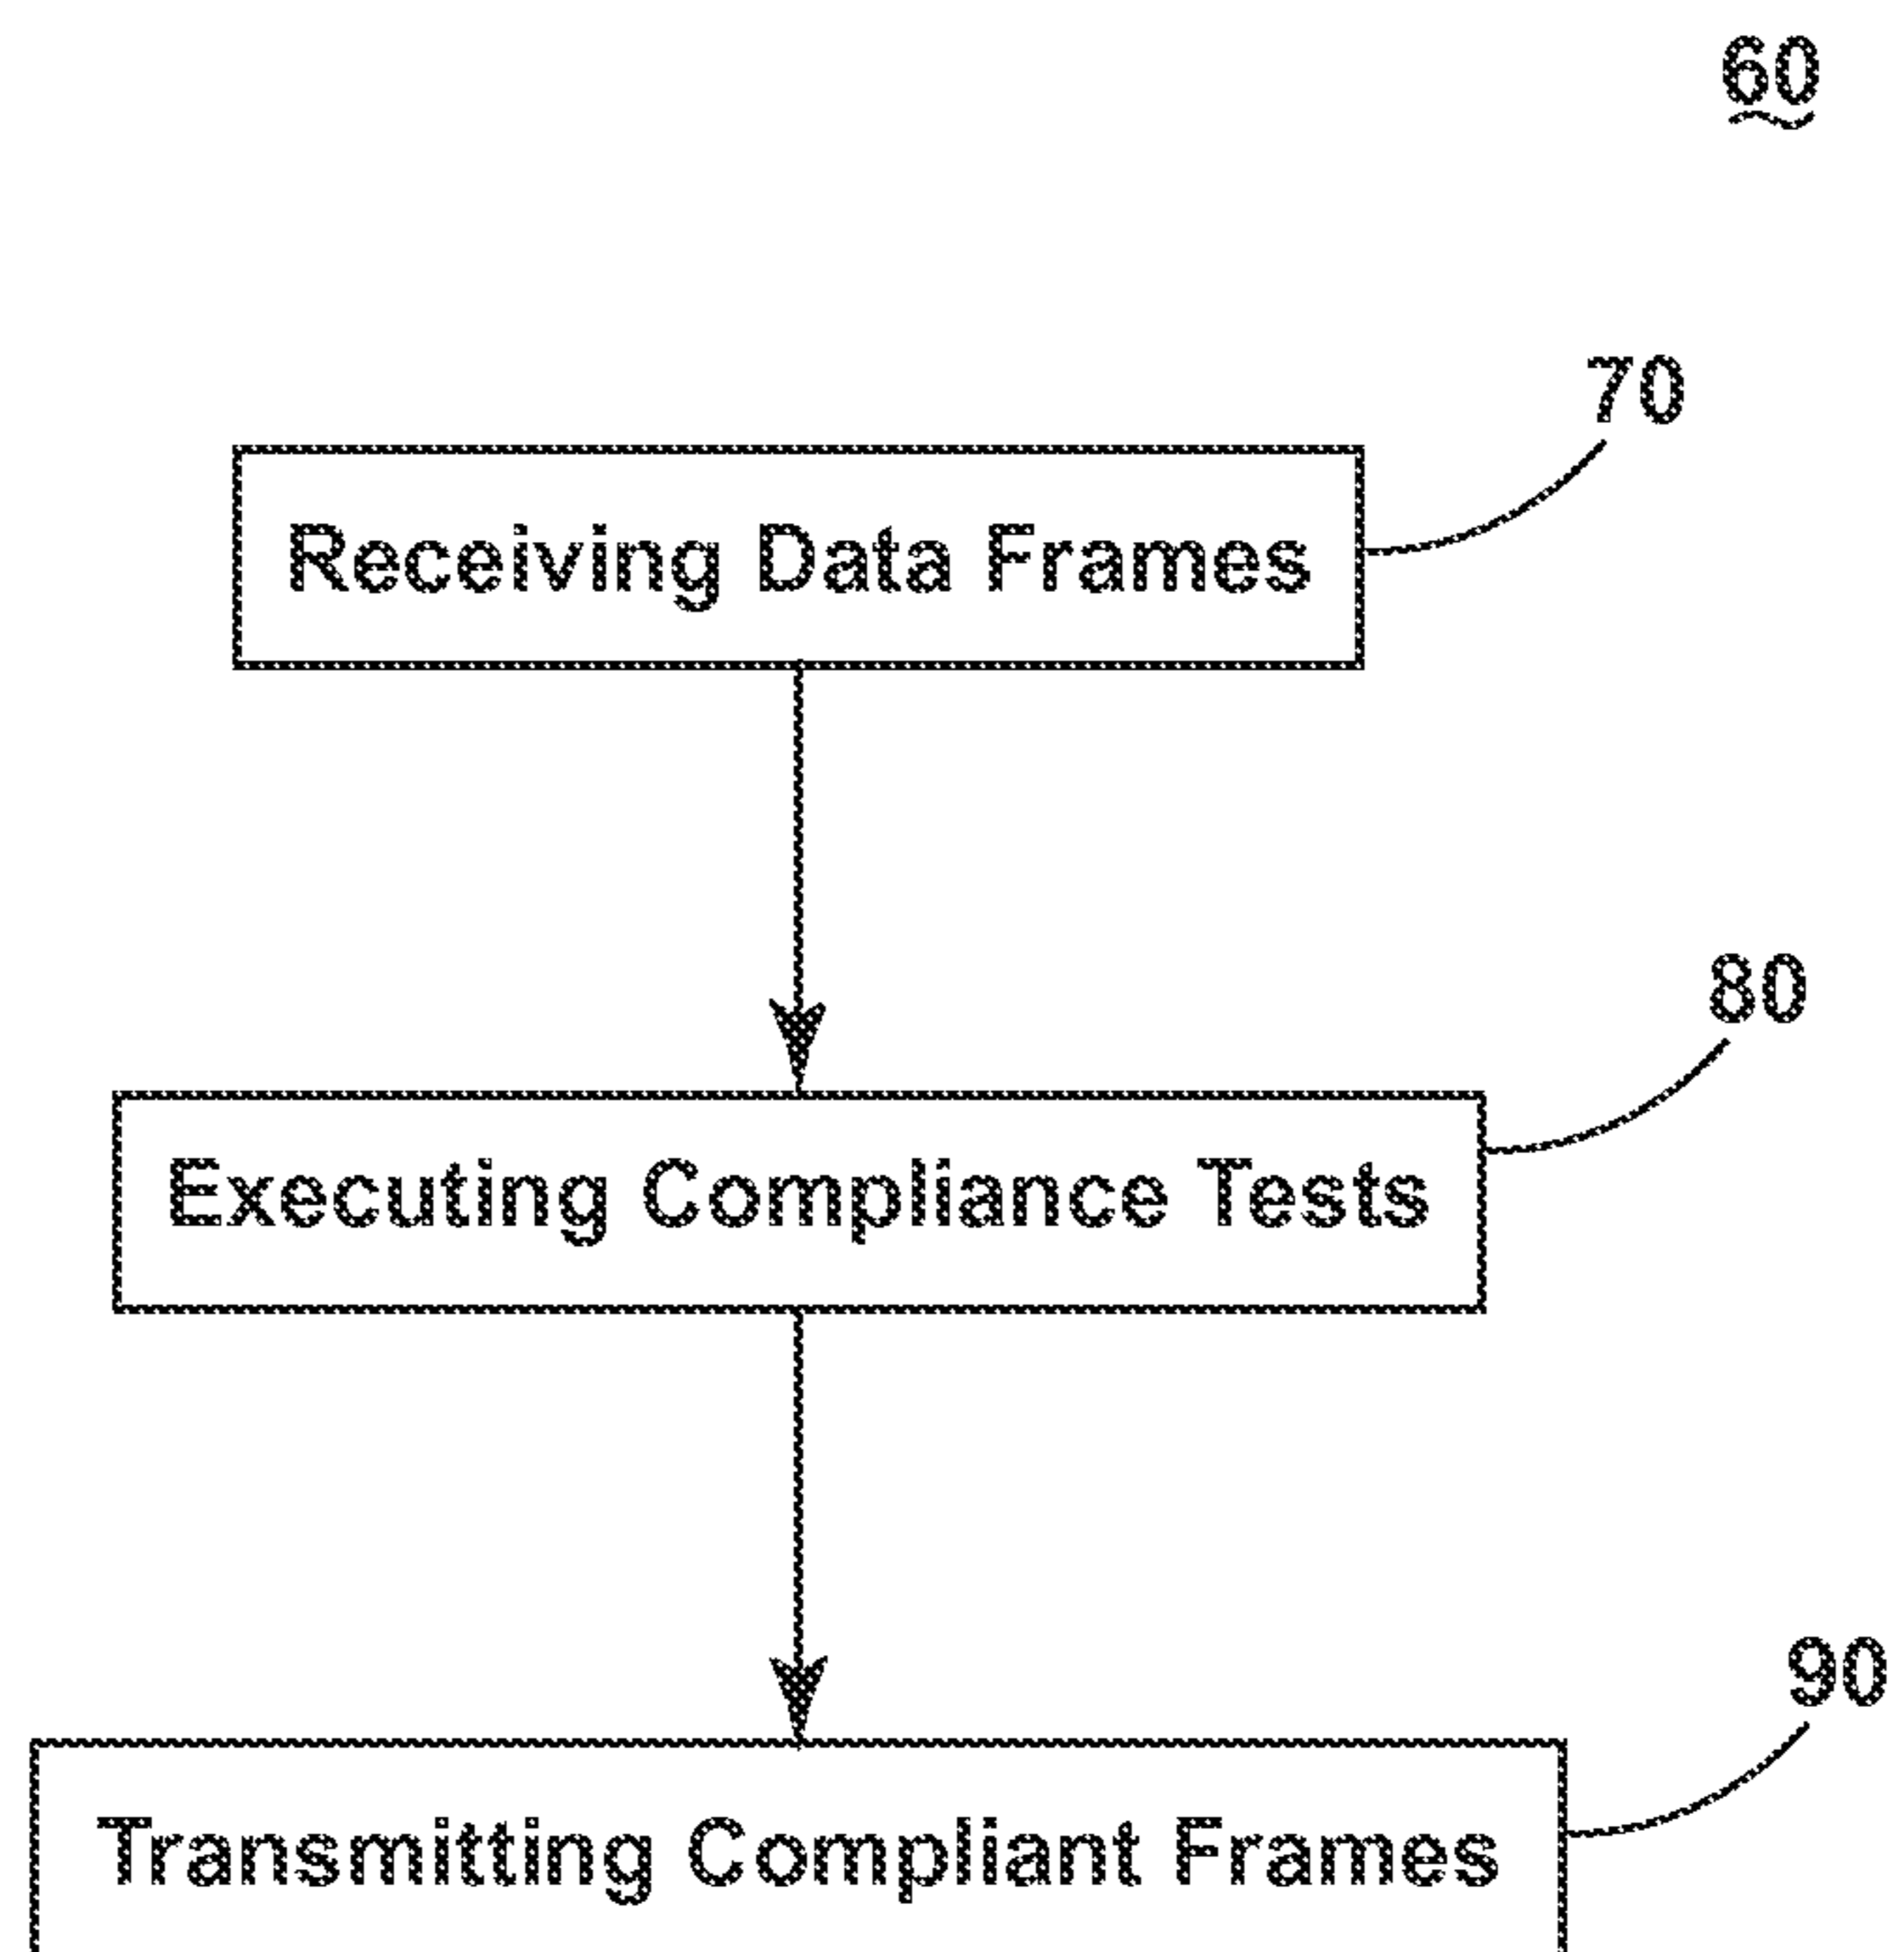 60
70
Receiving Data Frames
80
Executing Compliance Tests
90
Transmitting Compliant Frames